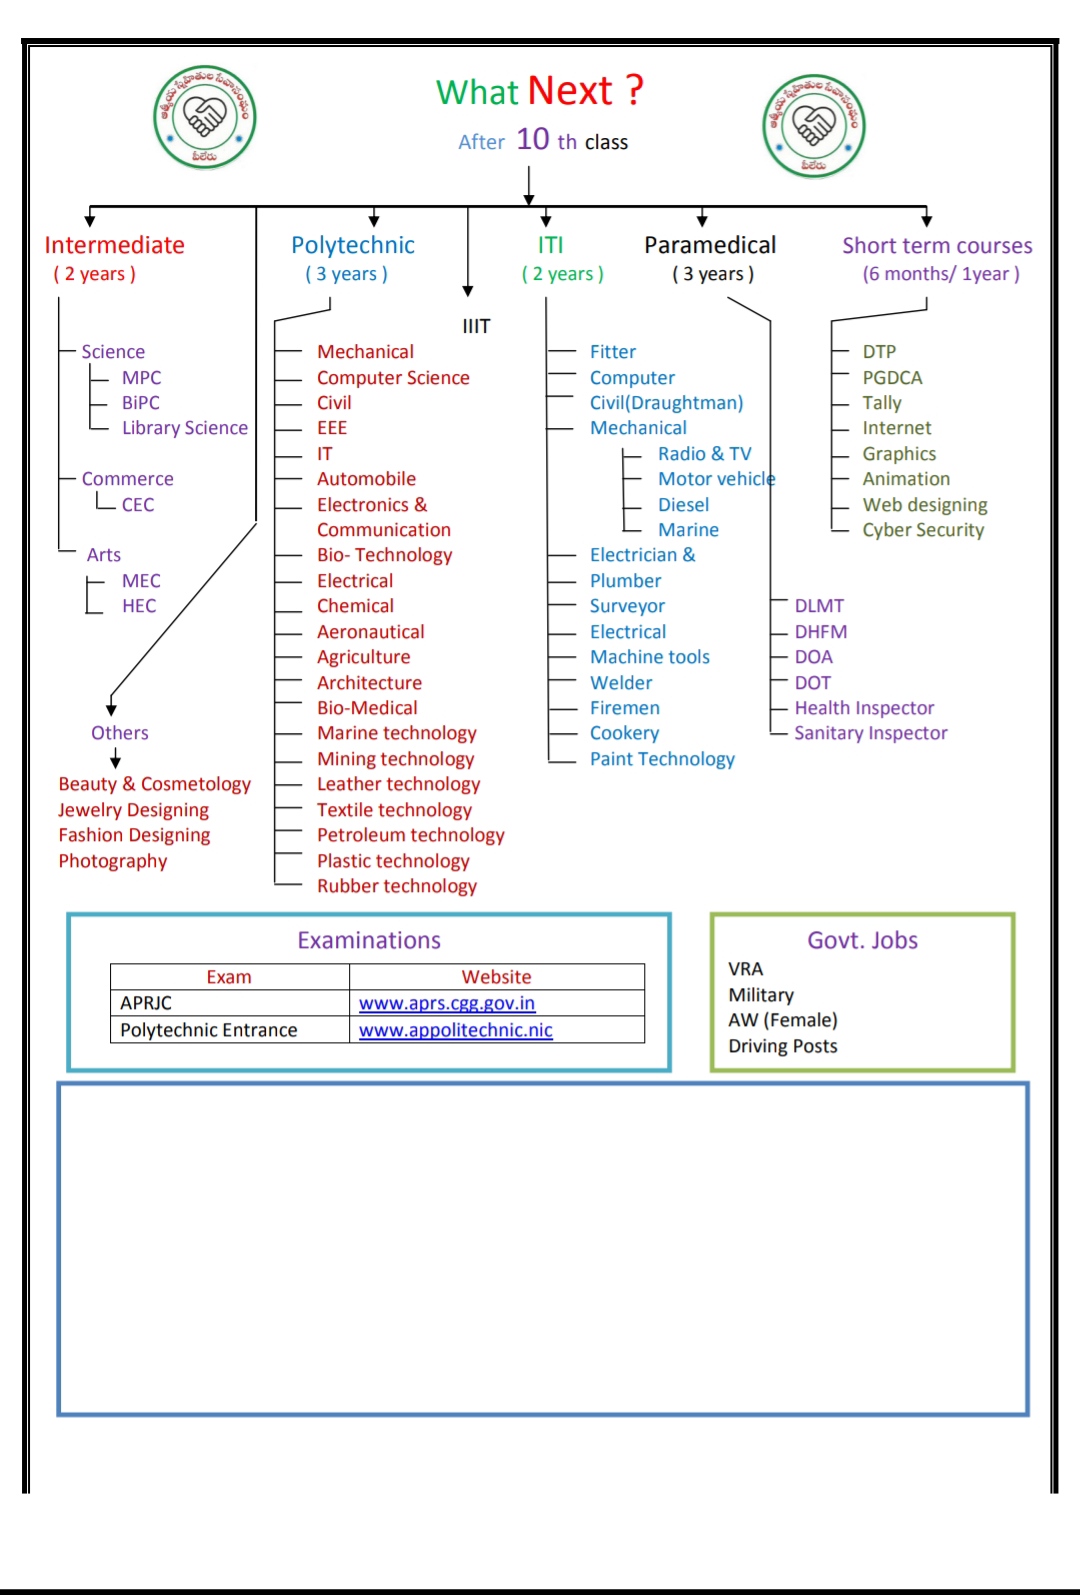 ఆత్మీయ స్నేహితుల సేవాసంఘం
పీలేరు
What Next ?
After 10 th class
ఆత్మీయ స్నేహితుల సేవాసంఘం
పీలేరు
Intermediate
( 2 years )
Science
MPC
BiPC
Library Science
Commerce
CEC
Arts
MEC
HEC
Others
Beauty & Cosmetology
Jewelry Designing
Fashion Designing
Photography
Polytechnic
( 3 years )
Mechanical
Computer Science
Civil
EEE
IT
Automobile
Electronics &
Communication
Bio- Technology
Electrical
Chemical
Aeronautical
Agriculture
Architecture
Bio-Medical
Marine technology
Mining technology
Leather technology
Textile technology
Petroleum technology
Plastic technology
Rubber technology
IIIT
ITI
( 2 years )
Fitter
Computer
Civil(Draughtman)
Mechanical
Radio & TV
Motor vehicle
Diesel
Marine
Electrician &
Plumber
Surveyor
Electrical
Machine tools
Welder
Firemen
Cookery
Paint Technology
Paramedical
( 3 years )
DLMT
DHFM
DOA
DOT
Health Inspector
Sanitary Inspector
Short term courses
(6 months/ 1year )
DTP
PGDCA
Tally
Internet
Graphics
Animation
Web designing
Cyber Security
Examinations
Exam Website
APRJC www.aprs.cgg.gov.in
Polytechnic Entrance www.appolitechnic.nic
Govt. Jobs
VRA
Military
AW (Female)
Driving Posts